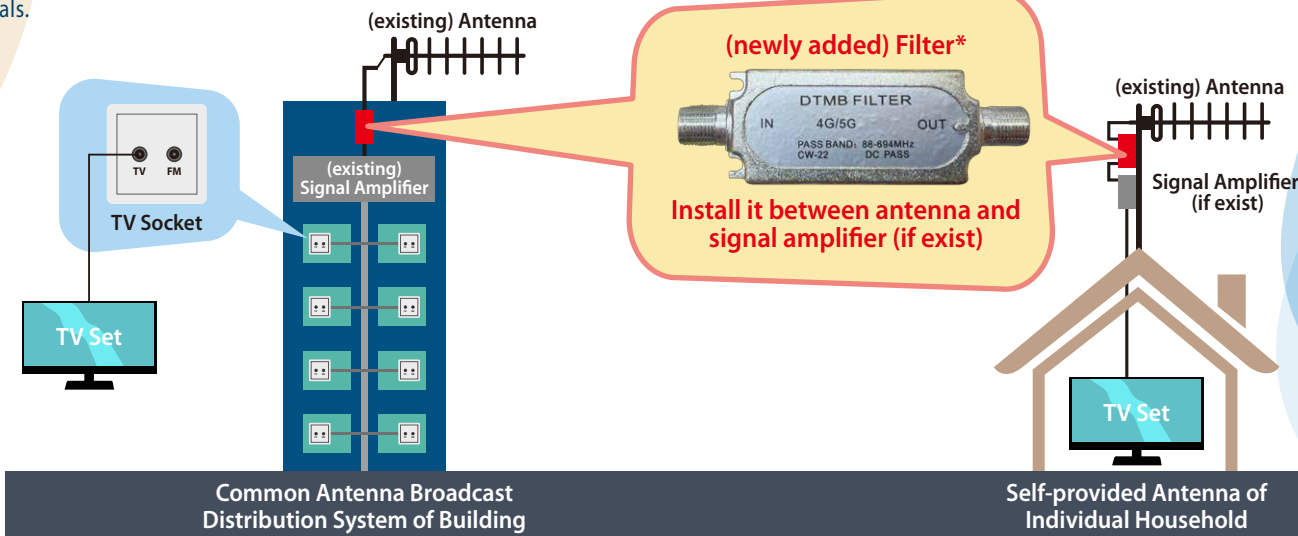 als.
(existing) Antenna
TV
FM
TV Socket
TV Set
(existing)
Signal Amplifier
(newly added) Filter*
DTMB FILTER
IN
4G/5G
OUT
PASS BAND: 88-694MHz
CW-22
DC PASS
Install it between antenna and
signal amplifier (if exist)
(existing) Antenna
Signal Amplifier
(if exist)
TV Set
Common Antenna Broadcast
Distribution System of Building
Self-provided Antenna of
Individual Household